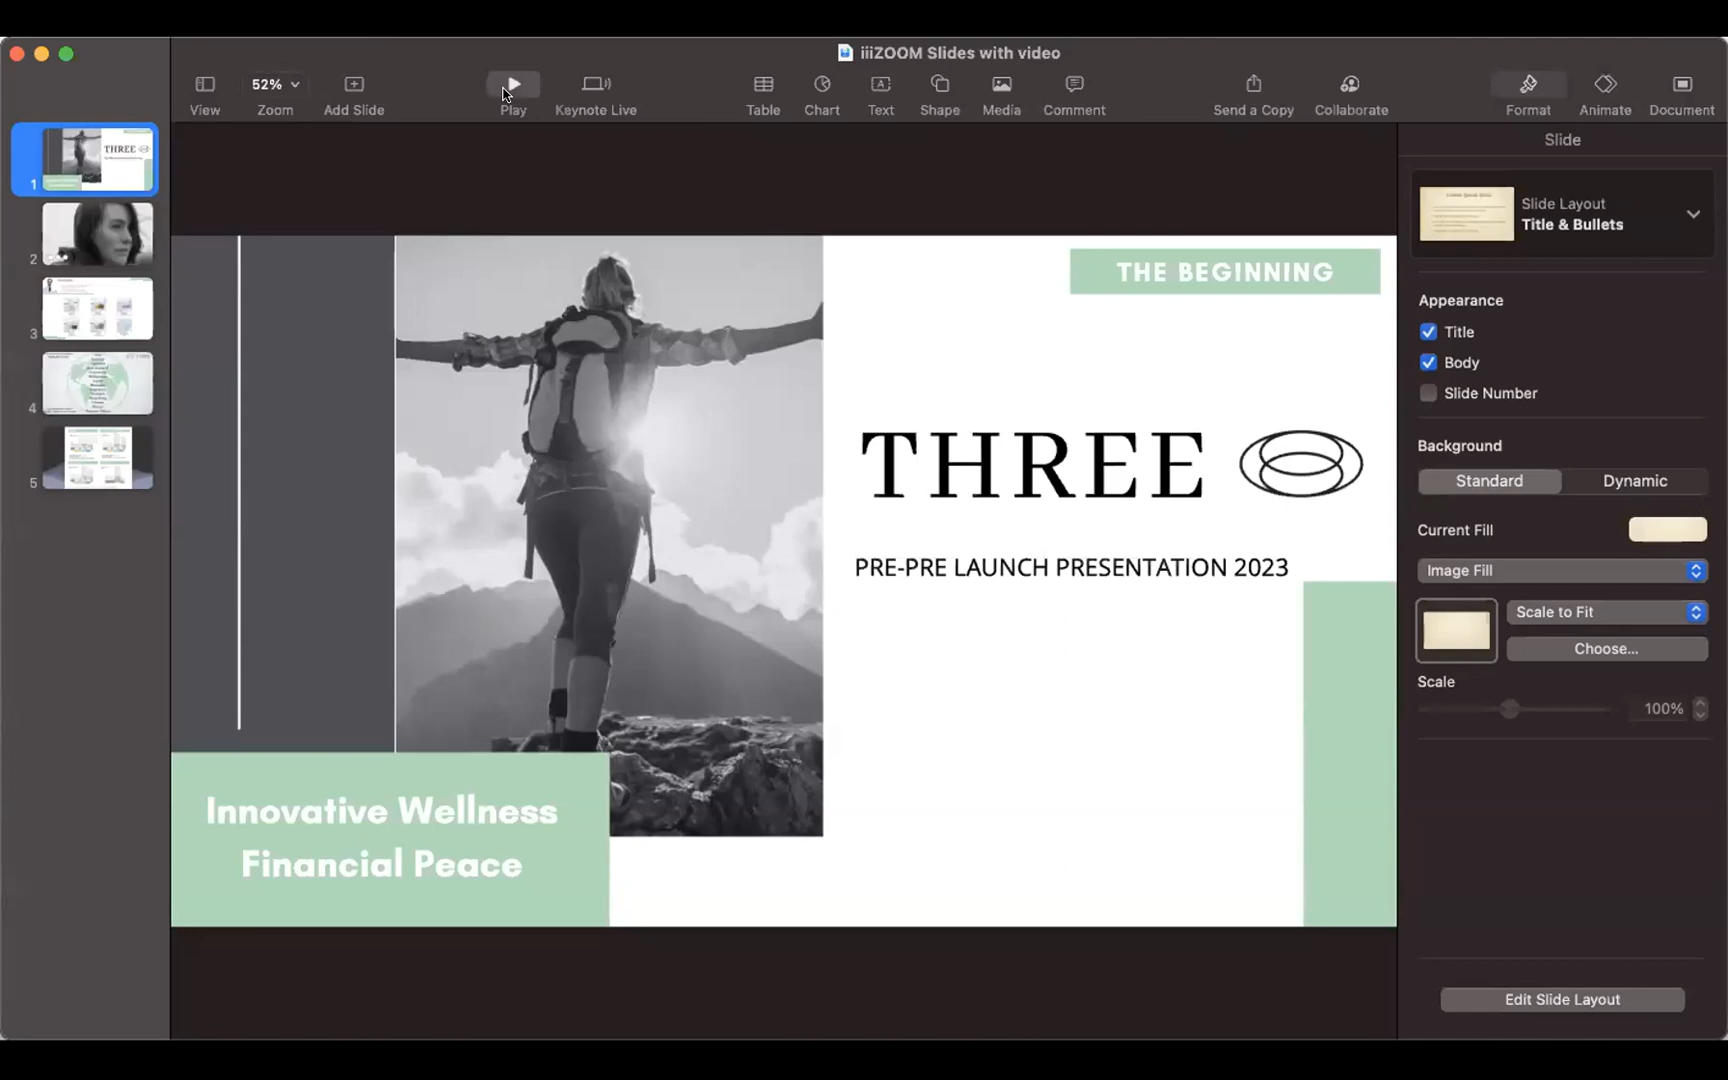 iiiZOOM Slides with video
52%
View
Zoom
Add Slide
Play
Keynote Live
Table
Chart
Text
Shape
Media
Comment
Send a Copy
Collaborate
Format
Animate
Document
1
THREE
2
3
4
5
THE BEGINNING
THREE
PRE-PRE LAUNCH PRESENTATION 2023
Innovative Wellness
Financial Peace
Slide
Slide Layout
Title & Bullets
Appearance
Title
Body
Slide Number
Background
Standard
Dynamic
Current Fill
Image Fill
Scale to Fit
Choose...
Scale
100%
Edit Slide Layout